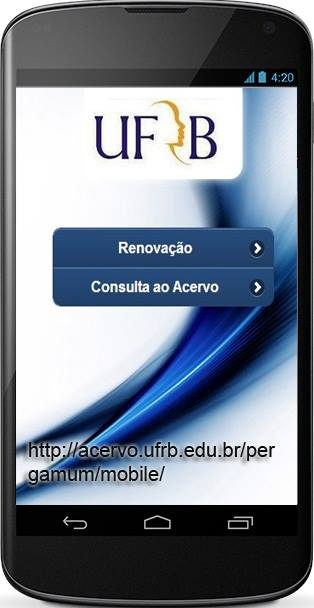 4:20
UFRB
Renovação
Consulta ao Acervo
http://acervo.ufrb.edu.br/per
gamum/mobile/